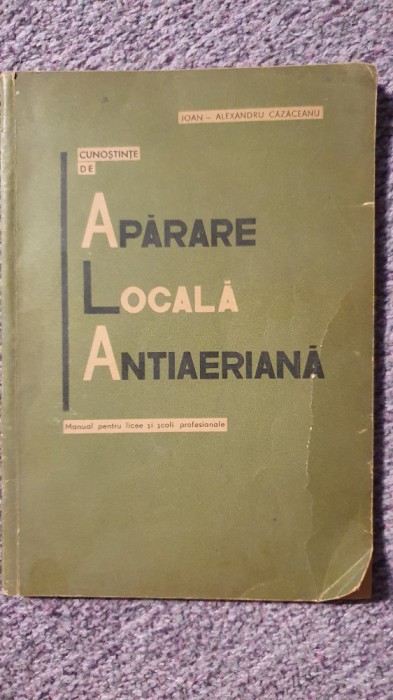 IOAN - ALEXANDRU CAZACEANU
CUNOȘTINȚE
DE
APĂRARE
LOCALĂ
ANTIAERIANĂ
Manual pentru licee și școli profesionale